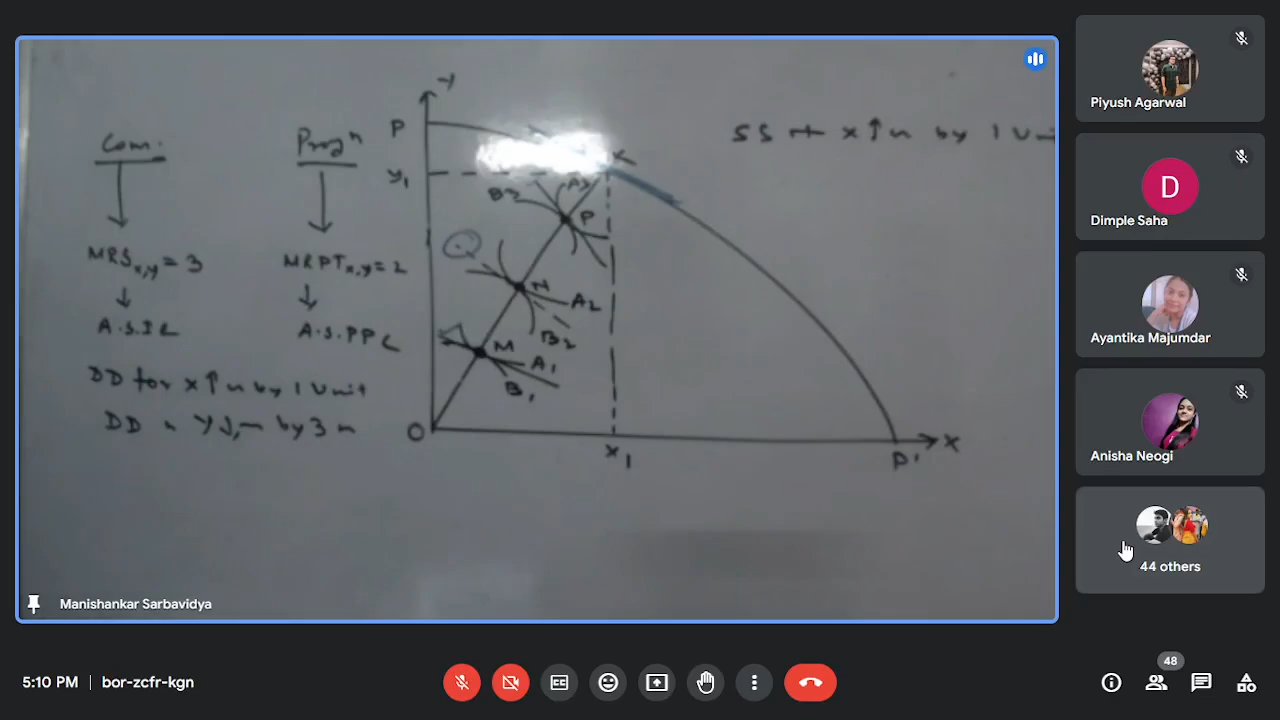 Com.
Progⁿ
MRSx,y = 3
MRPTx,y = 2
A.S.IC
A.S.PPC
DD for x ↑n by 1 Unit
DD n y ↓n by 3 n
Y
P
y1
K
B3
A3
P
N
A2
B2
M
A1
B1
O
x1
P'
X
SS x ↑n by 1 Uni
Manishankar Sarbavidya
Piyush Agarwal
D
Dimple Saha
Ayantika Majumdar
Anisha Neogi
44 others
5:10 PM
bor-zcfr-kgn
48